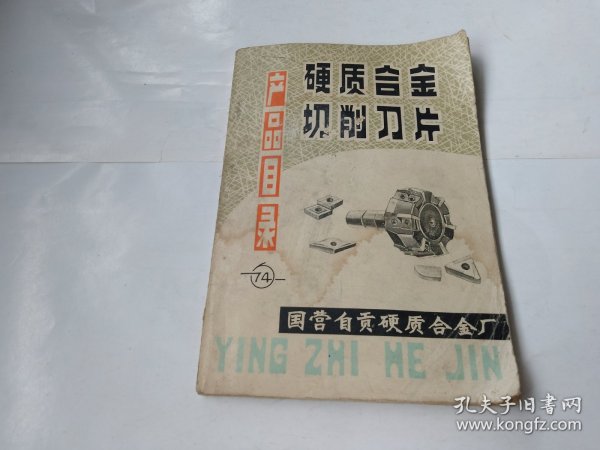 硬质合金
切削刀片
产品目录
74
国营自贡硬质合金厂
YING ZHI HE JIN
孔夫子旧书网
www.kongfz.com